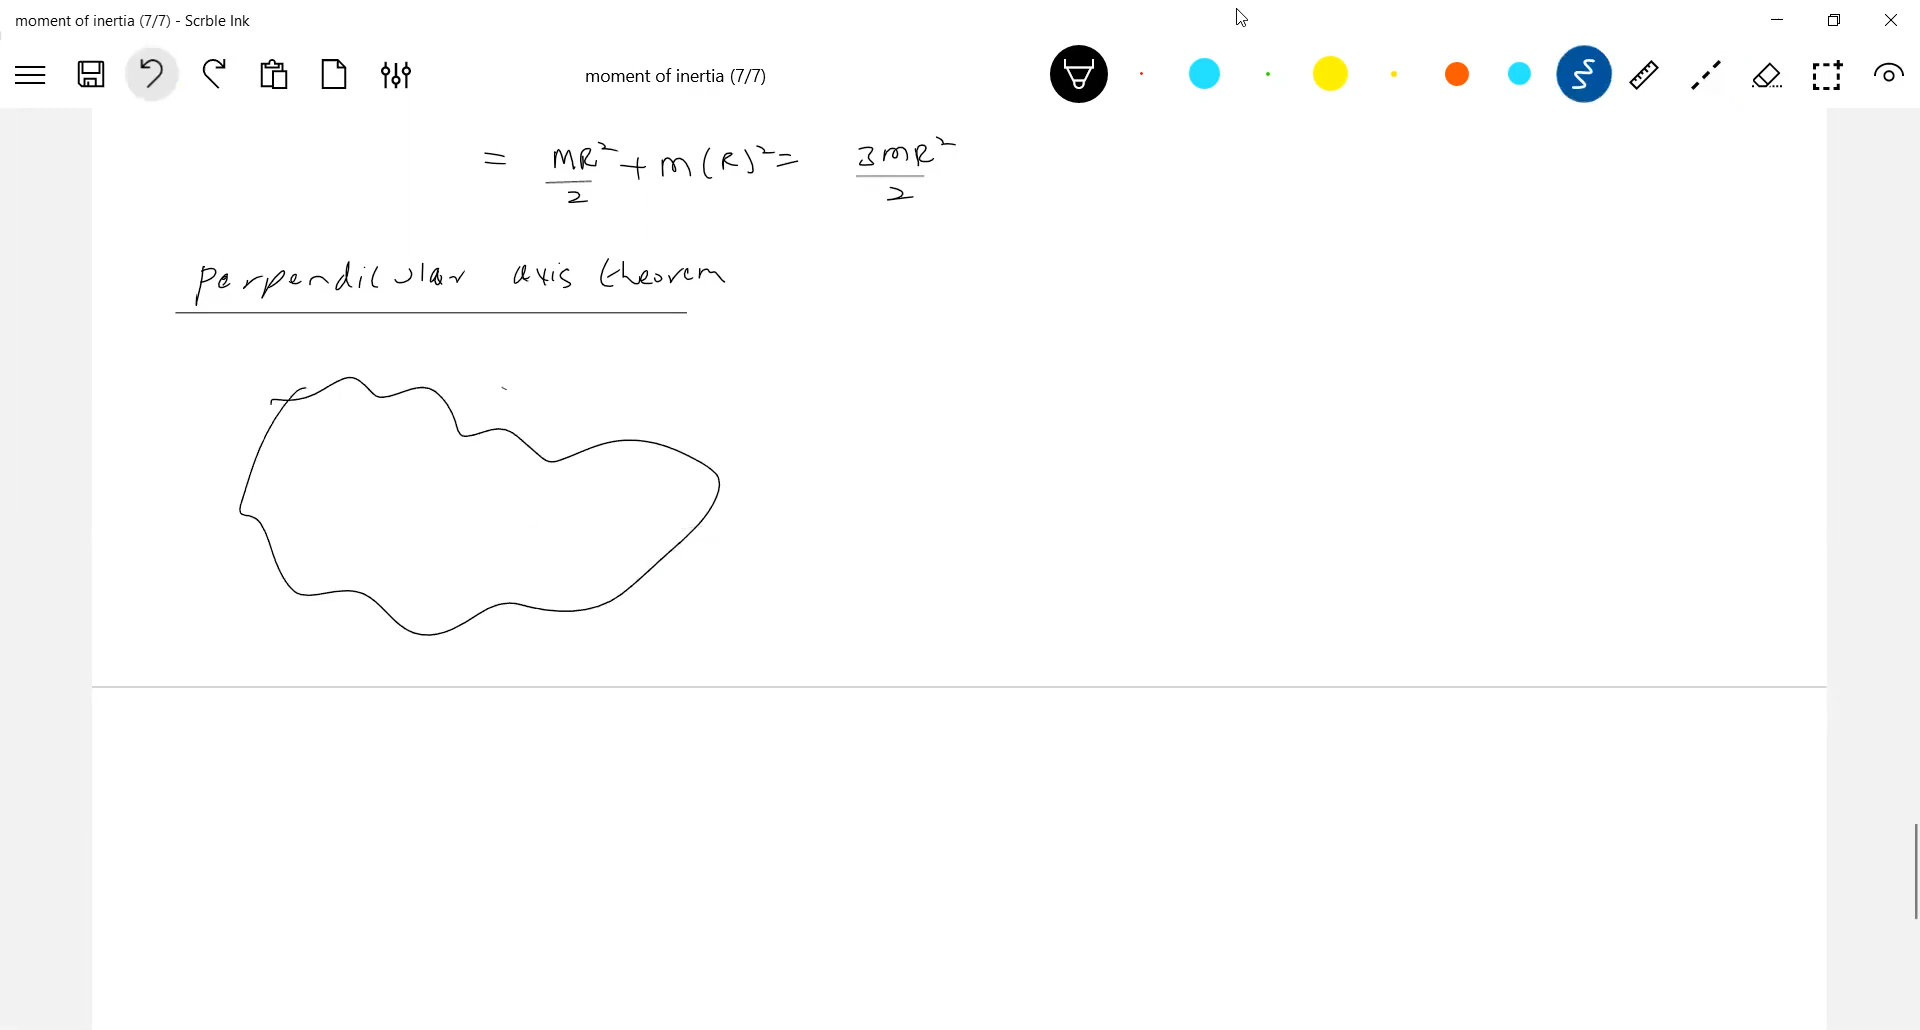 moment of inertia (7/7) - Scrble Ink
moment of inertia (7/7)
= MR²/2 + m(R)² = 3mR²/2
perpendicular axis theorem